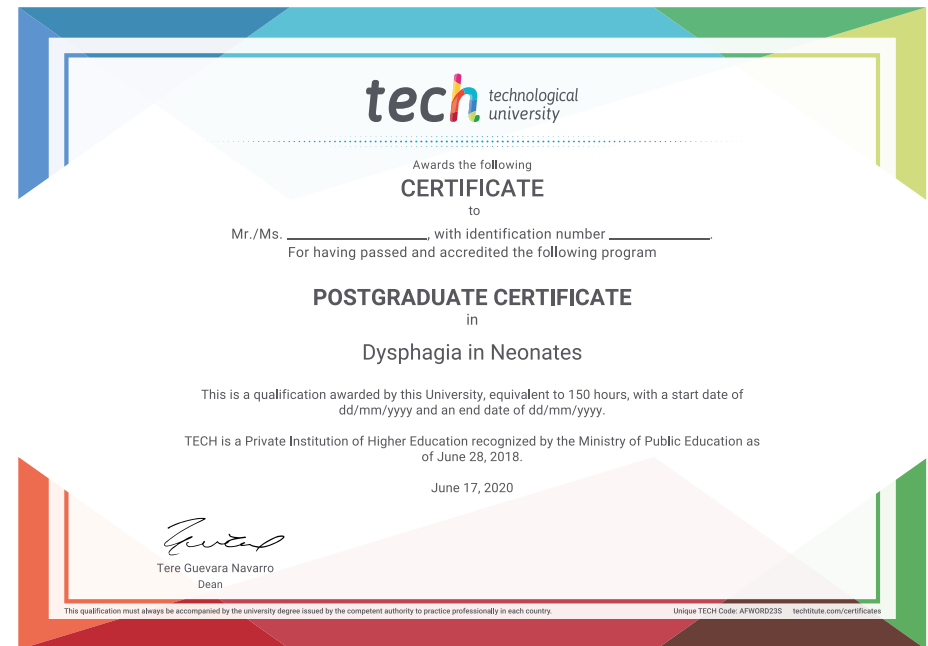 tech technological
university
Awards the following
CERTIFICATE
to
Mr./Ms. ____________________, with identification number ______________.
For having passed and accredited the following program
POSTGRADUATE CERTIFICATE
in
Dysphagia in Neonates
This is a qualification awarded by this University, equivalent to 150 hours, with a start date of
dd/mm/yyyy and an end date of dd/mm/yyyy.
TECH is a Private Institution of Higher Education recognized by the Ministry of Public Education as
of June 28, 2018.
June 17, 2020
Tere Guevara Navarro
Dean
This qualification must always be accompanied by the university degree issued by the competent authority to practice professionally in each country.
Unique TECH Code: AFWORD23S techtitute.com/certificates